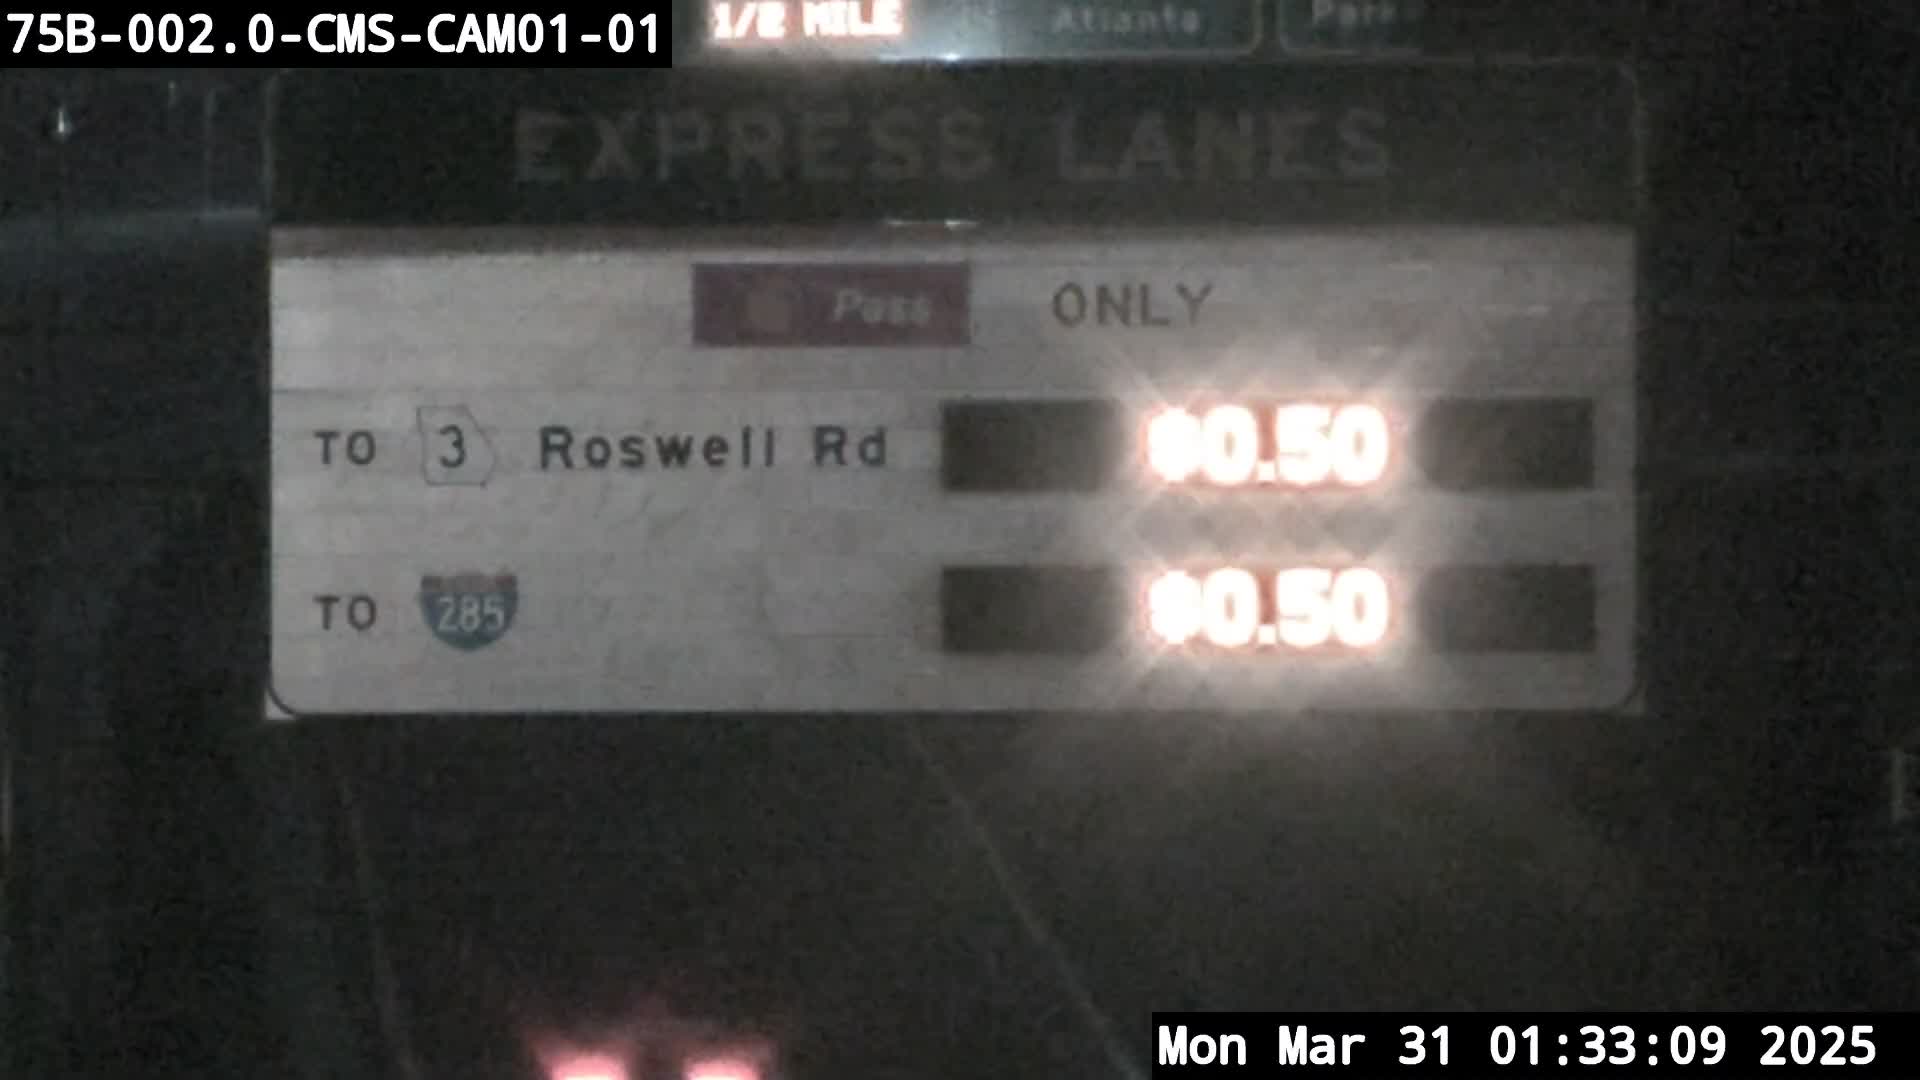 75B-002.0-CMS-CAM01-01
1/2 MILE
Atlanta
Park
EXPRESS LANES
Pass ONLY
TO 3 Roswell Rd $0.50
TO 285 $0.50
Mon Mar 31 01:33:09 2025